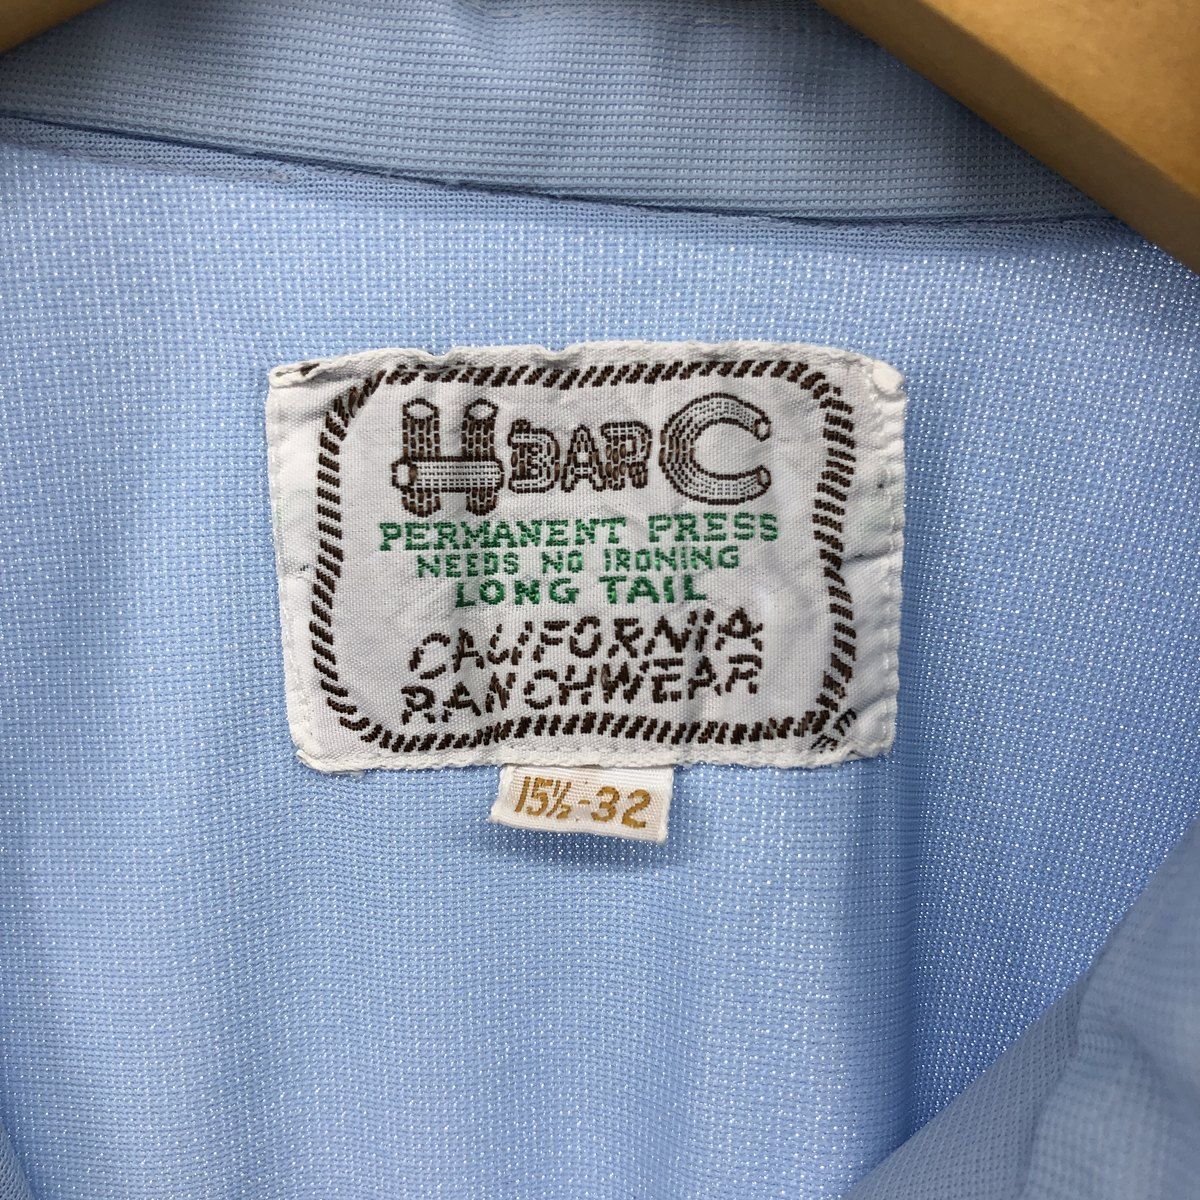 H BAR C
PERMANENT PRESS
NEEDS NO IRONING
LONG TAIL
CALIFORNIA
RANCHWEAR
15½-32